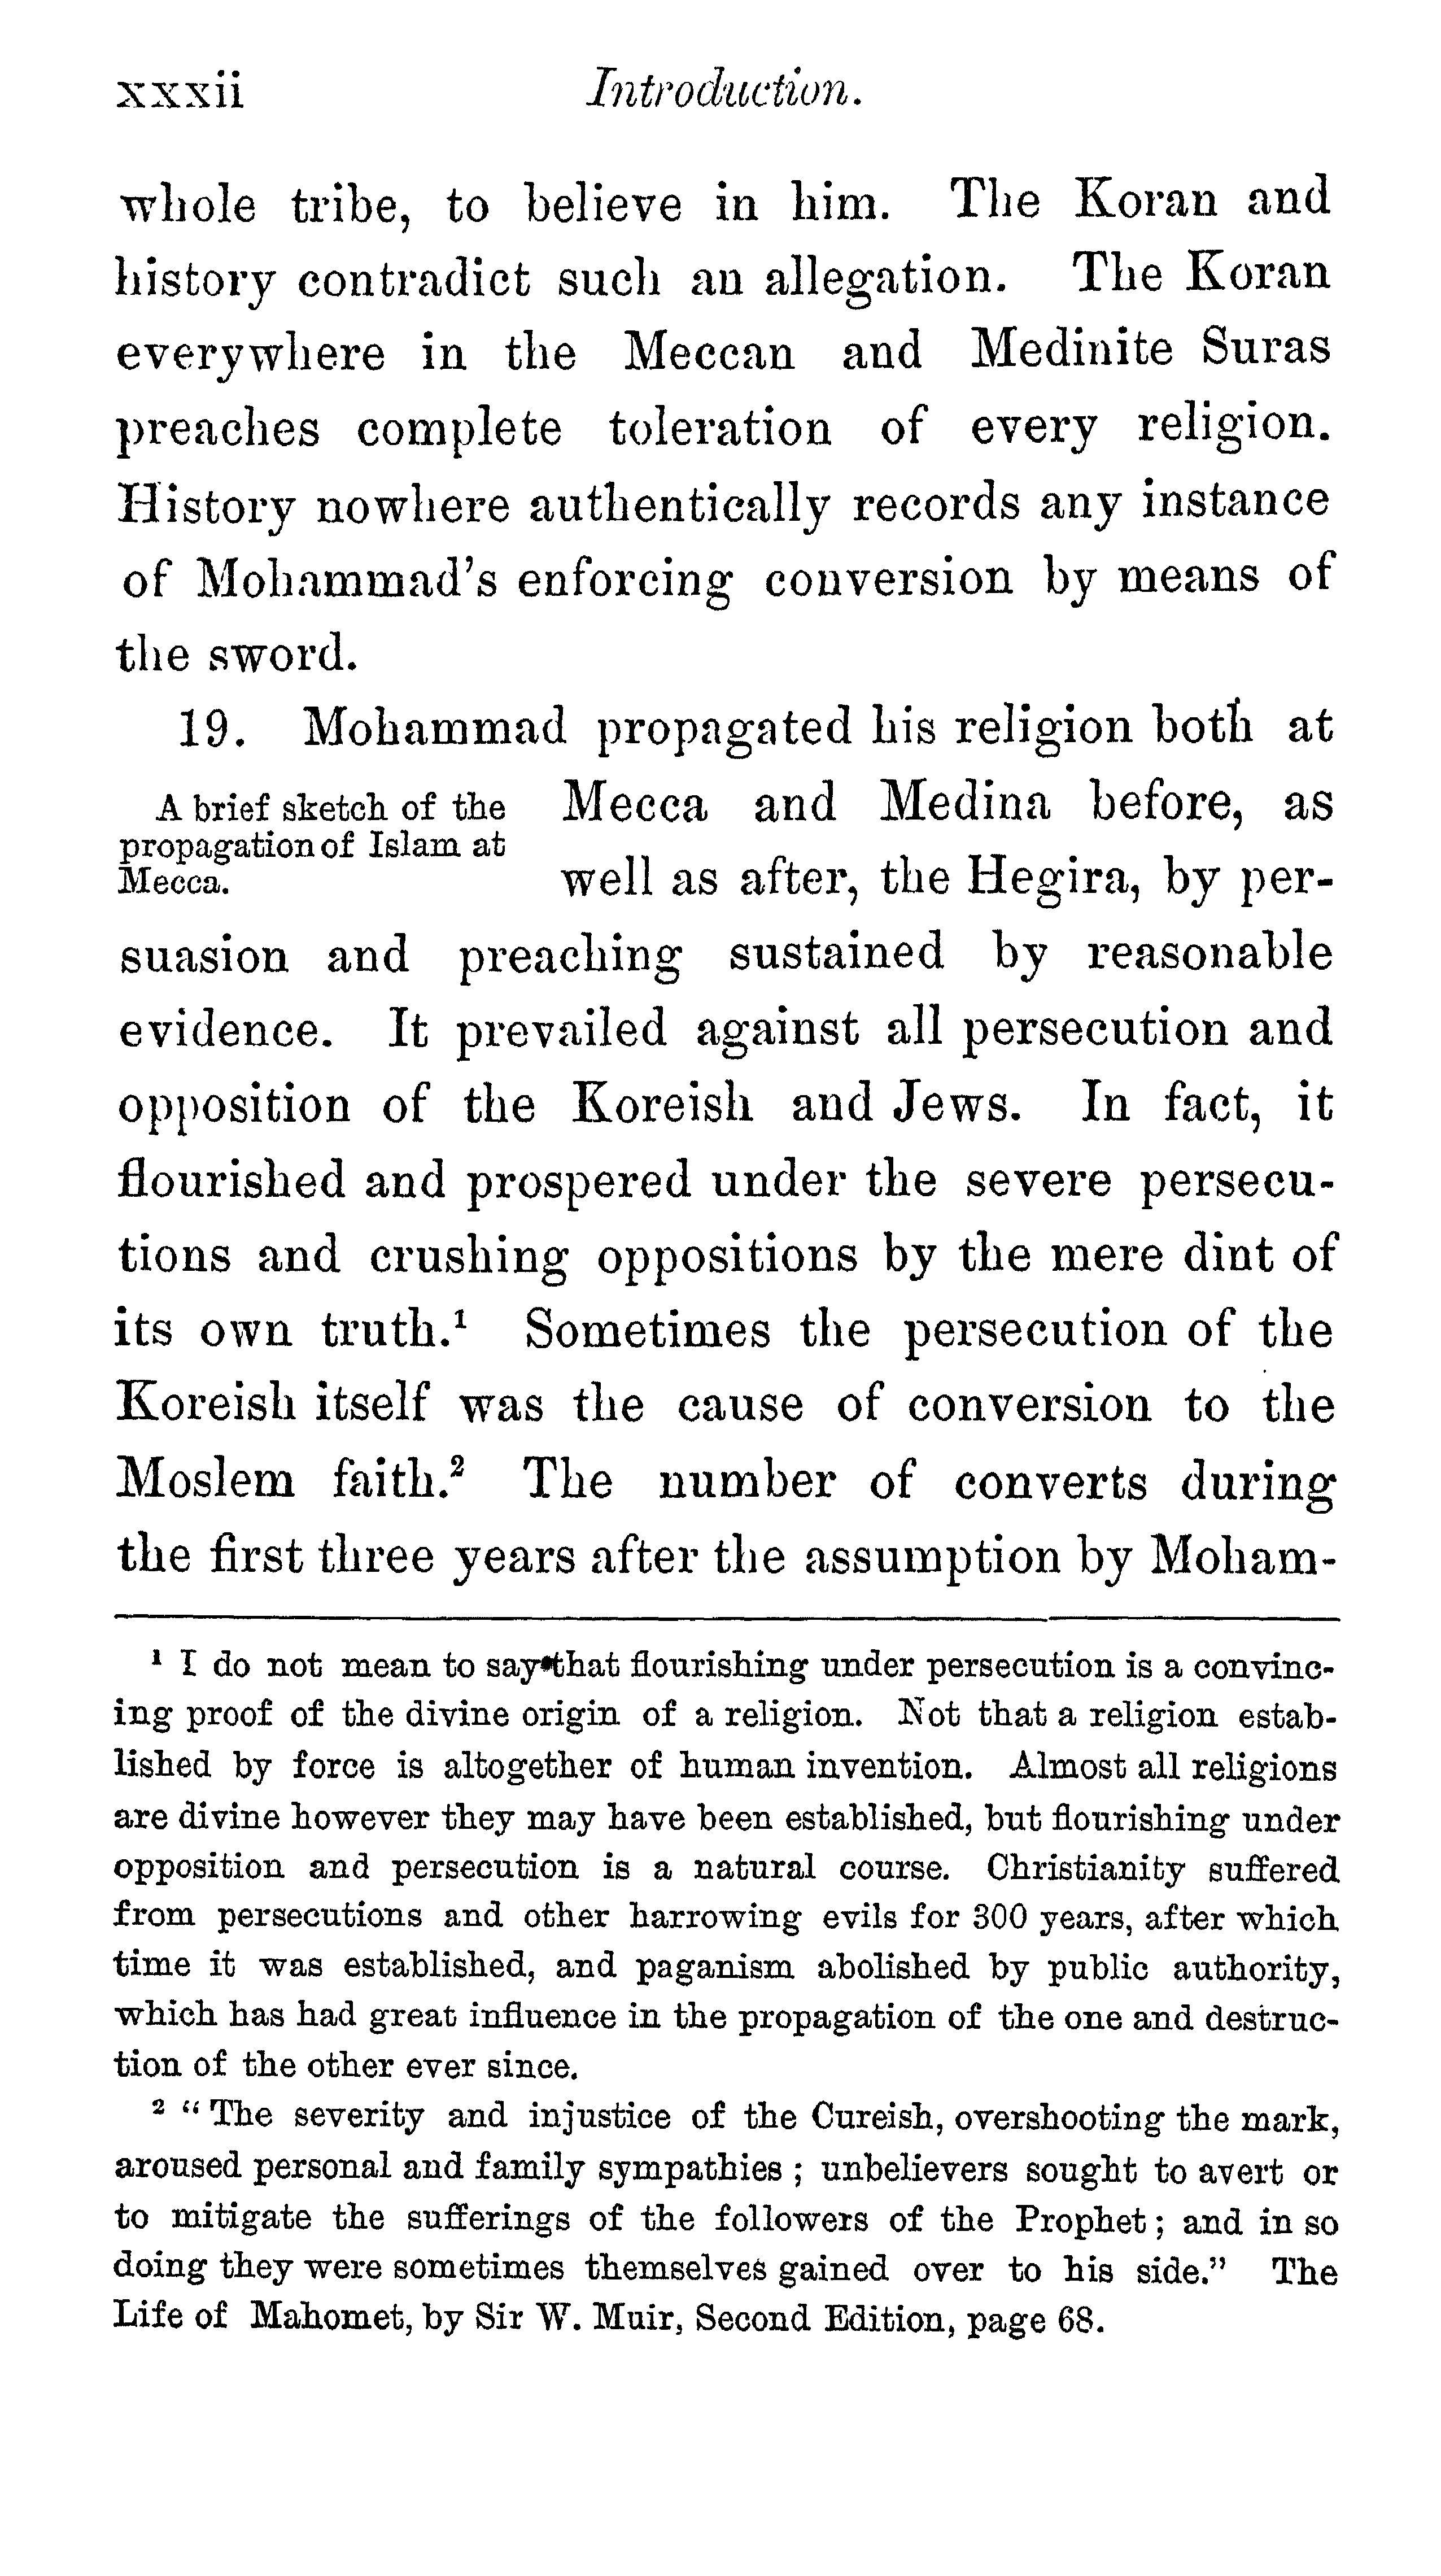 xxxii Introduction.
whole tribe, to believe in him. The Koran and
history contradict such an allegation. The Koran
everywhere in the Meccan and Medinite Suras
preaches complete toleration of every religion.
History nowhere authentically records any instance
of Mohammad's enforcing conversion by means of
the sword.
19. Mohammad propagated his religion both at
A brief sketch of the
propagation of Islam at
Mecca.
Mecca and Medina before, as
well as after, the Hegira, by per-
suasion and preaching sustained by reasonable
evidence. It prevailed against all persecution and
opposition of the Koreish and Jews. In fact, it
flourished and prospered under the severe persecu-
tions and crushing oppositions by the mere dint of
its own truth.¹ Sometimes the persecution of the
Koreish itself was the cause of conversion to the
Moslem faith.² The number of converts during
the first three years after the assumption by Moham-
¹ I do not mean to say that flourishing under persecution is a convinc-
ing proof of the divine origin of a religion. Not that a religion estab-
lished by force is altogether of human invention. Almost all religions
are divine however they may have been established, but flourishing under
opposition and persecution is a natural course. Christianity suffered
from persecutions and other harrowing evils for 300 years, after which
time it was established, and paganism abolished by public authority,
which has had great influence in the propagation of the one and destruc-
tion of the other ever since.
² "The severity and injustice of the Cureish, overshooting the mark,
aroused personal and family sympathies; unbelievers sought to avert or
to mitigate the sufferings of the followers of the Prophet; and in so
doing they were sometimes themselves gained over to his side." The
Life of Mahomet, by Sir W. Muir, Second Edition, page 68.